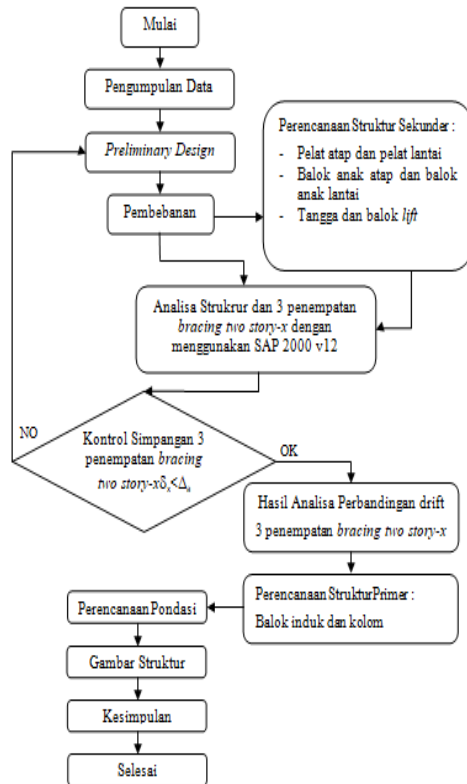 Mulai
Pengumpulan Data
Preliminary Design
Pembebanan
Perencanaan Struktur Sekunder :
- Pelat atap dan pelat lantai
- Balok anak atap dan balok
anak lantai
- Tangga dan balok lift
Analisa Strukrur dan 3 penempatan
bracing two story-x dengan
menggunakan SAP 2000 v12
NO
Kontrol Simpangan 3
penempatan bracing
two story-xδₓ<Δₐ
OK
Hasil Analisa Perbandingan drift
3 penempatan bracing two story-x
Perencanaan StrukturPrimer :
Balok induk dan kolom
Perencanaan Pondasi
Gambar Struktur
Kesimpulan
Selesai